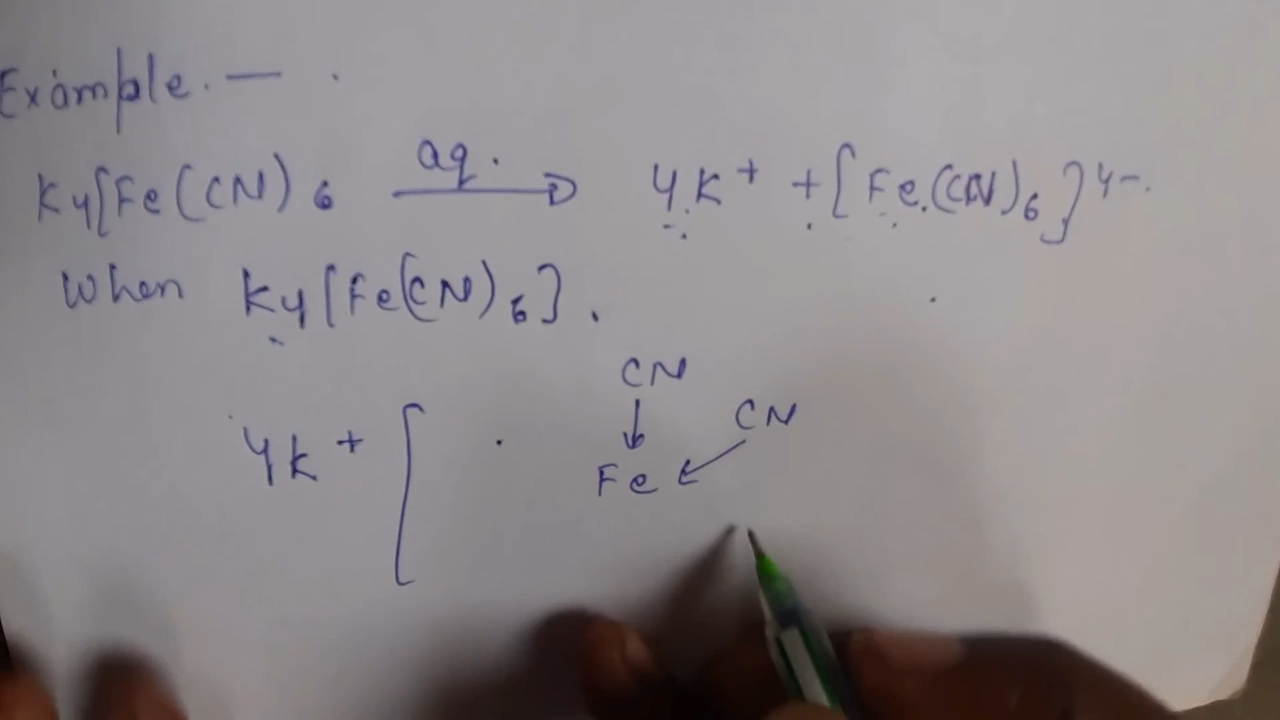 Example. —
K4[Fe(CN)6 aq. → 4K+ + [Fe(CN)6]4-
When K4[Fe(CN)6].
CN
CN
4K+ [
Fe